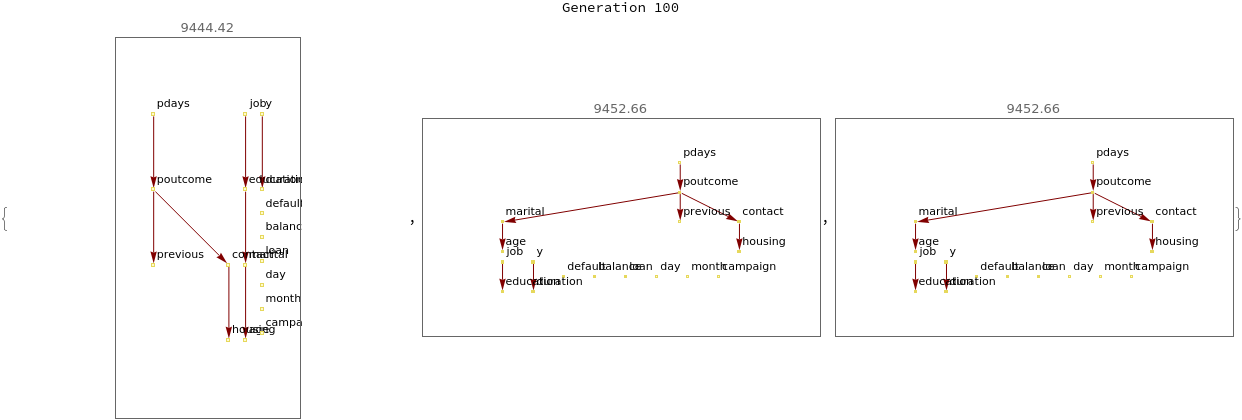 Generation 100
9444.42
pdays
job
y
poutcome
education
duration
default
balanc
previous
contact
marital
loan
day
month
campa
housing
age
9452.66
pdays
poutcome
marital
previous
contact
age
housing
job
y
default
balance
loan
day
month
campaign
education
duration
9452.66
pdays
poutcome
marital
previous
contact
age
housing
job
y
default
balance
loan
day
month
campaign
education
duration